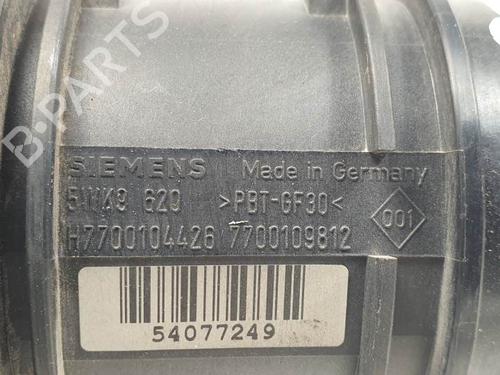 B-PARTS
SIEMENS Made in Germany
5WK9 620 >PBT-GF30< 001
H7700104426 7700109812
54077249